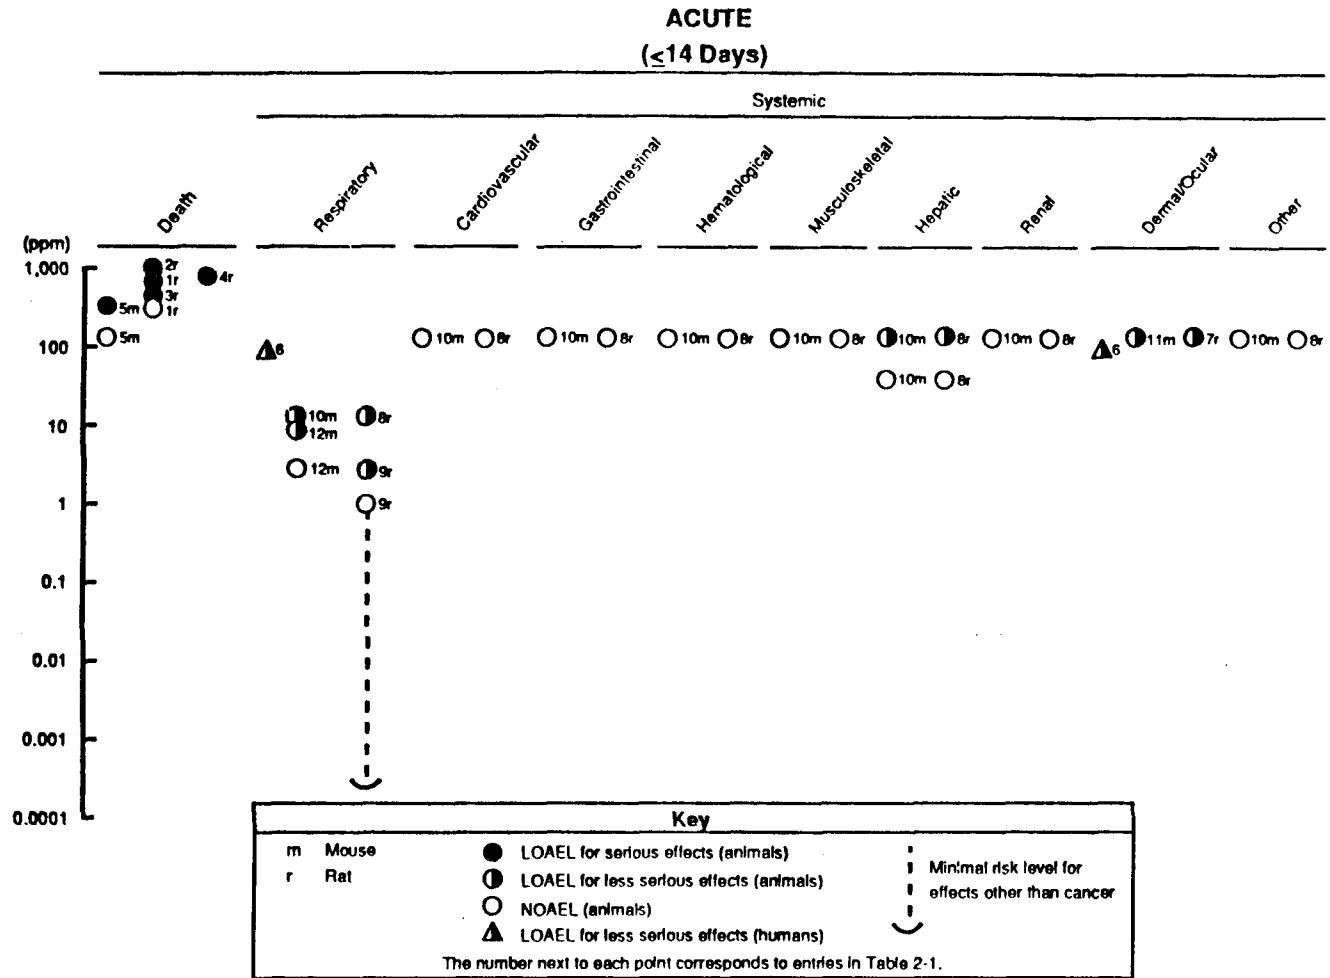 ACUTE
(≤14 Days)
Systemic
Death
Respiratory
Cardiovascular
Gastrointestinal
Hematological
Musculoskeletal
Hepatic
Renal
Dermal/Ocular
Other
(ppm)
1,000
2r
1r
4r
3r
5m
1r
5m
100
6
10m 8r
10m 8r
10m 8r
10m 8r
10m 8r
10m 8r
6
11m 7r
10m 8r
10m 8r
10
10m 8r
12m
12m 9r
1
9r
0.1
0.01
0.001
0.0001
Key
m Mouse
r Rat
LOAEL for serious effects (animals)
LOAEL for less serious effects (animals)
NOAEL (animals)
LOAEL for less serious effects (humans)
Minimal risk level for
effects other than cancer
The number next to each point corresponds to entries in Table 2-1.